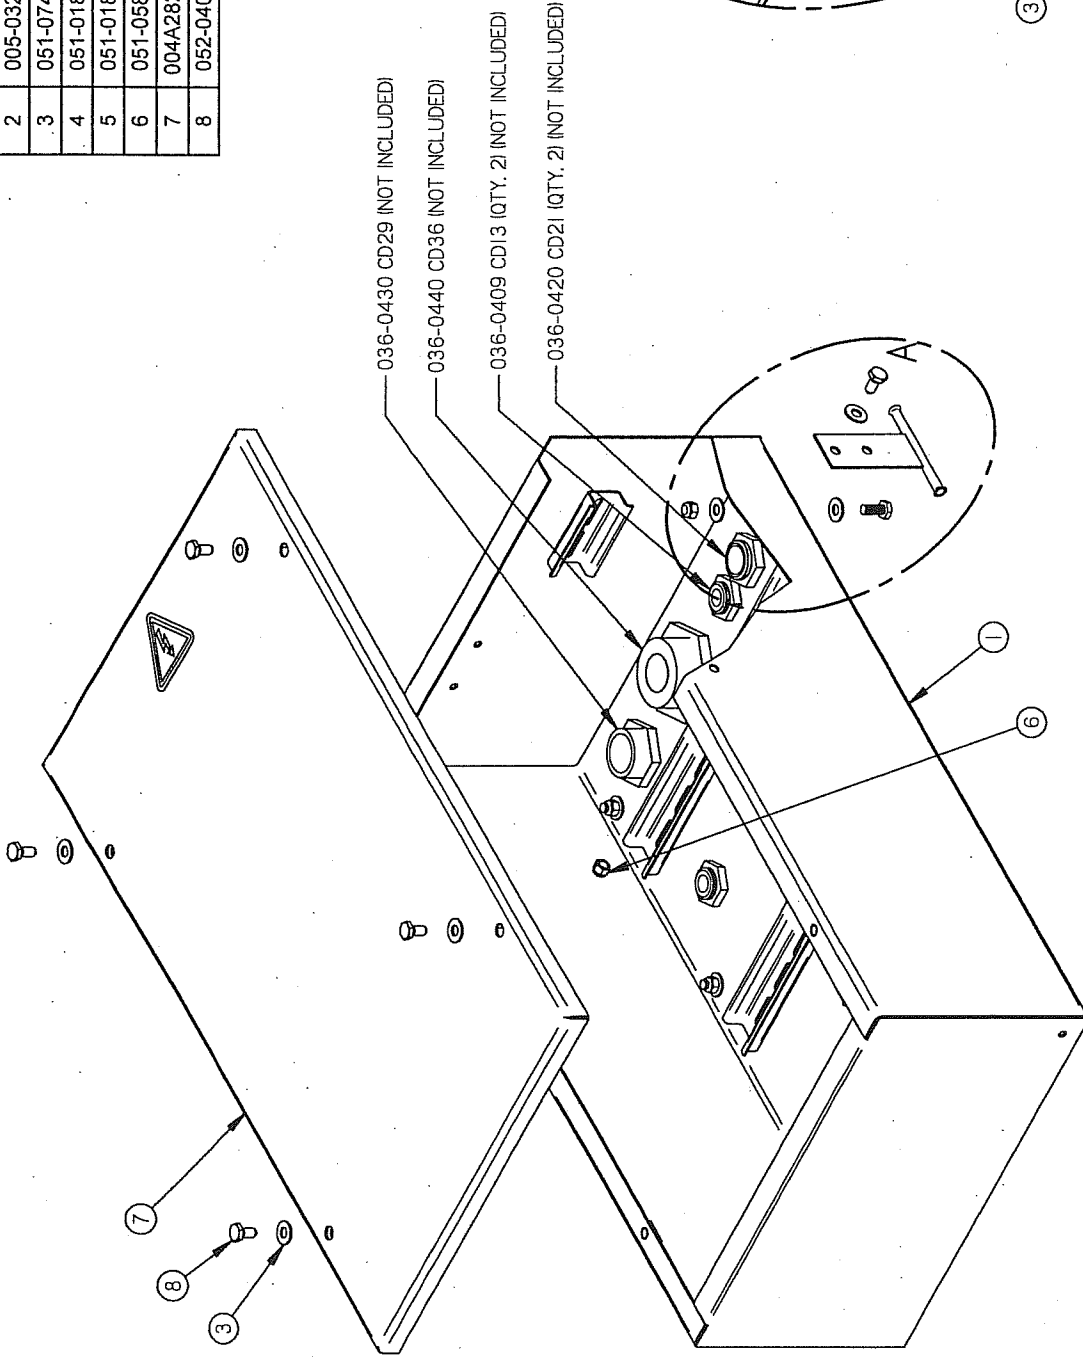 2 005-032
3 051-074
4 051-018
5 051-018
6 051-058
7 004A28
8 052-040
036-0430 CD29 (NOT INCLUDED)
036-0440 CD36 (NOT INCLUDED)
036-0409 CD13 (QTY. 2) (NOT INCLUDED)
036-0420 CD21 (QTY. 2) (NOT INCLUDED)
3
A
7
8
3
6
1